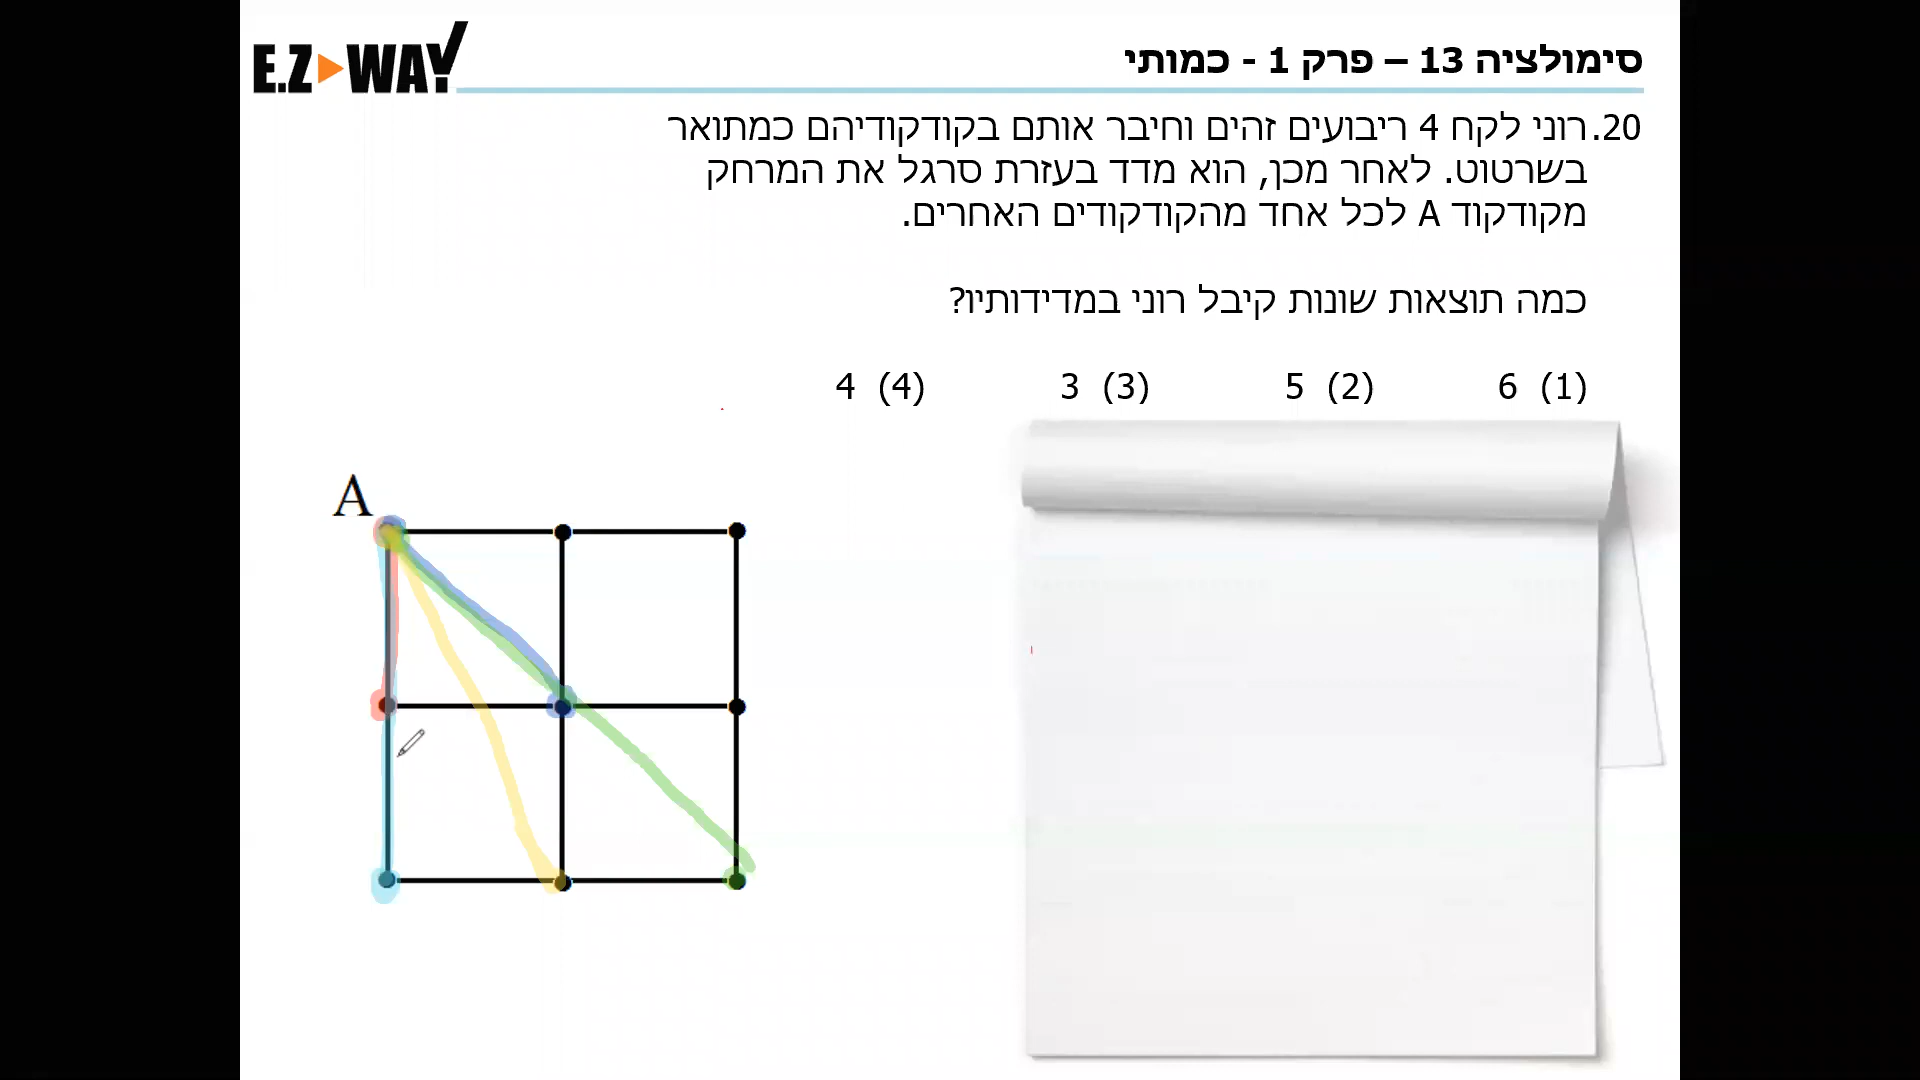 E.Z WAY
סימולציה 13 – פרק 1 - כמותי
20. רוני לקח 4 ריבועים זהים וחיבר אותם בקודקודיהם כמתואר
בשרטוט. לאחר מכן, הוא מדד בעזרת סרגל את המרחק
מקודקוד A לכל אחד מהקודקודים האחרים.
כמה תוצאות שונות קיבל רוני במדידותיו?
(1) 6 (2) 5 (3) 3 (4) 4
A